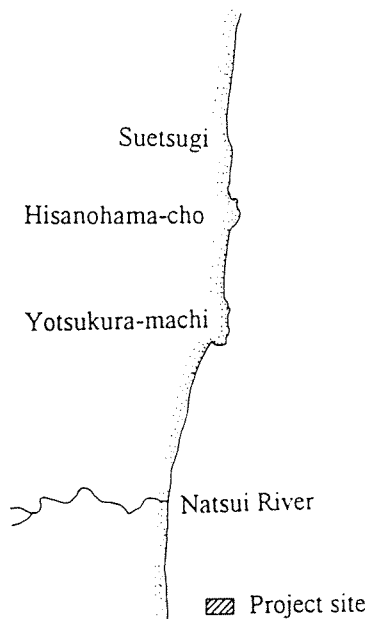 Suetsugi
Hisanohama-cho
Yotsukura-machi
Natsui River
Project site